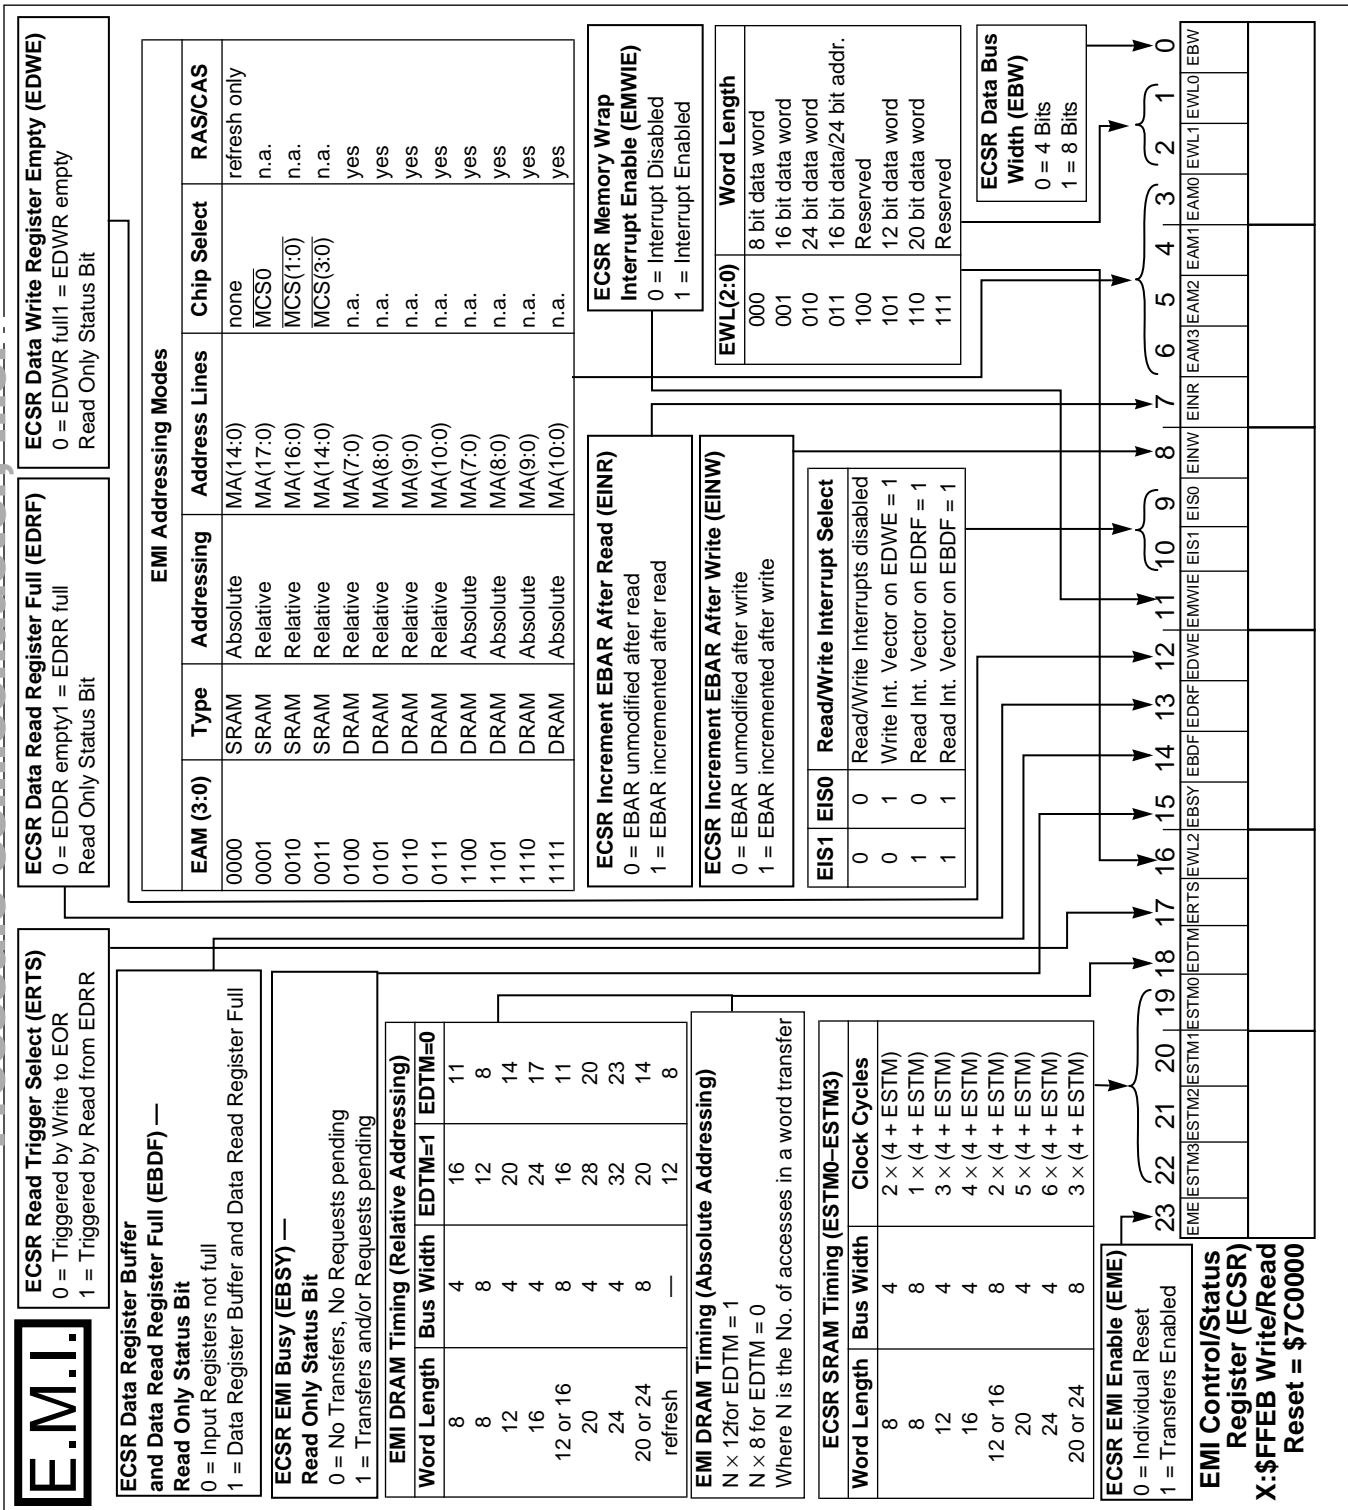 E.M.I.
ECSR Read Trigger Select (ERTS)
0 = Triggered by Write to EOR
1 = Triggered by Read from EDRR
ECSR Data Read Register Full (EDRF)
0 = EDDR empty1 = EDRR full
Read Only Status Bit
ECSR Data Write Register Empty (EDWE)
0 = EDWR full1 = EDWR empty
Read Only Status Bit
ECSR Data Register Buffer
and Data Read Register Full (EBDF) —
Read Only Status Bit
0 = Input Registers not full
1 = Data Register Buffer and Data Read Register Full
ECSR EMI Busy (EBSY) —
Read Only Status Bit
0 = No Transfers, No Requests pending
1 = Transfers and/or Requests pending
EMI Addressing Modes
EAM (3:0) Type Addressing Address Lines Chip Select RAS/CAS
0000 SRAM Absolute MA(14:0) none refresh only
0001 SRAM Relative MA(17:0) MCS0 n.a.
0010 SRAM Relative MA(16:0) MCS(1:0) n.a.
0011 SRAM Relative MA(14:0) MCS(3:0) n.a.
0100 DRAM Relative MA(7:0) n.a. yes
0101 DRAM Relative MA(8:0) n.a. yes
0110 DRAM Relative MA(9:0) n.a. yes
0111 DRAM Relative MA(10:0) n.a. yes
1100 DRAM Absolute MA(7:0) n.a. yes
1101 DRAM Absolute MA(8:0) n.a. yes
1110 DRAM Absolute MA(9:0) n.a. yes
1111 DRAM Absolute MA(10:0) n.a. yes
EMI DRAM Timing (Relative Addressing)
Word Length Bus Width EDTM=1 EDTM=0
8 4 16 11
8 8 12 8
12 4 20 14
16 4 24 17
12 or 16 8 16 11
20 4 28 20
24 4 32 23
20 or 24 8 20 14
refresh — 12 8
EMI DRAM Timing (Absolute Addressing)
N × 12for EDTM = 1
N × 8 for EDTM = 0
Where N is the No. of accesses in a word transfer
ECSR Increment EBAR After Read (EINR)
0 = EBAR unmodified after read
1 = EBAR incremented after read
ECSR Increment EBAR After Write (EINW)
0 = EBAR unmodified after write
1 = EBAR incremented after write
ECSR Memory Wrap
Interrupt Enable (EMWIE)
0 = Interrupt Disabled
1 = Interrupt Enabled
EWL(2:0) Word Length
000 8 bit data word
001 16 bit data word
010 24 bit data word
011 16 bit data/24 bit addr.
100 Reserved
101 12 bit data word
110 20 bit data word
111 Reserved
EIS1 EIS0 Read/Write Interrupt Select
0 0 Read/Write Interrupts disabled
0 1 Write Int. Vector on EDWE = 1
1 0 Read Int. Vector on EDRF = 1
1 1 Read Int. Vector on EBDF = 1
ECSR SRAM Timing (ESTM0–ESTM3)
Word Length Bus Width Clock Cycles
8 4 2 × (4 + ESTM)
8 8 1 × (4 + ESTM)
12 4 3 × (4 + ESTM)
16 4 4 × (4 + ESTM)
12 or 16 8 2 × (4 + ESTM)
20 4 5 × (4 + ESTM)
24 4 6 × (4 + ESTM)
20 or 24 8 3 × (4 + ESTM)
ECSR Data Bus
Width (EBW)
0 = 4 Bits
1 = 8 Bits
ECSR EMI Enable (EME)
0 = Individual Reset
1 = Transfers Enabled
23 22 21 20 19 18 17 16 15 14 13 12 11 10 9 8 7 6 5 4 3 2 1 0
EME ESTM3 ESTM2 ESTM1 ESTM0 EDTM ERTS EWL2 EBSY EBDF EDRF EDWE EMWIE EIS1 EIS0 EINW EINR EAM3 EAM2 EAM1 EAM0 EWL1 EWL0 EBW
EMI Control/Status
Register (ECSR)
X:$FFEB Write/Read
Reset = $7C0000